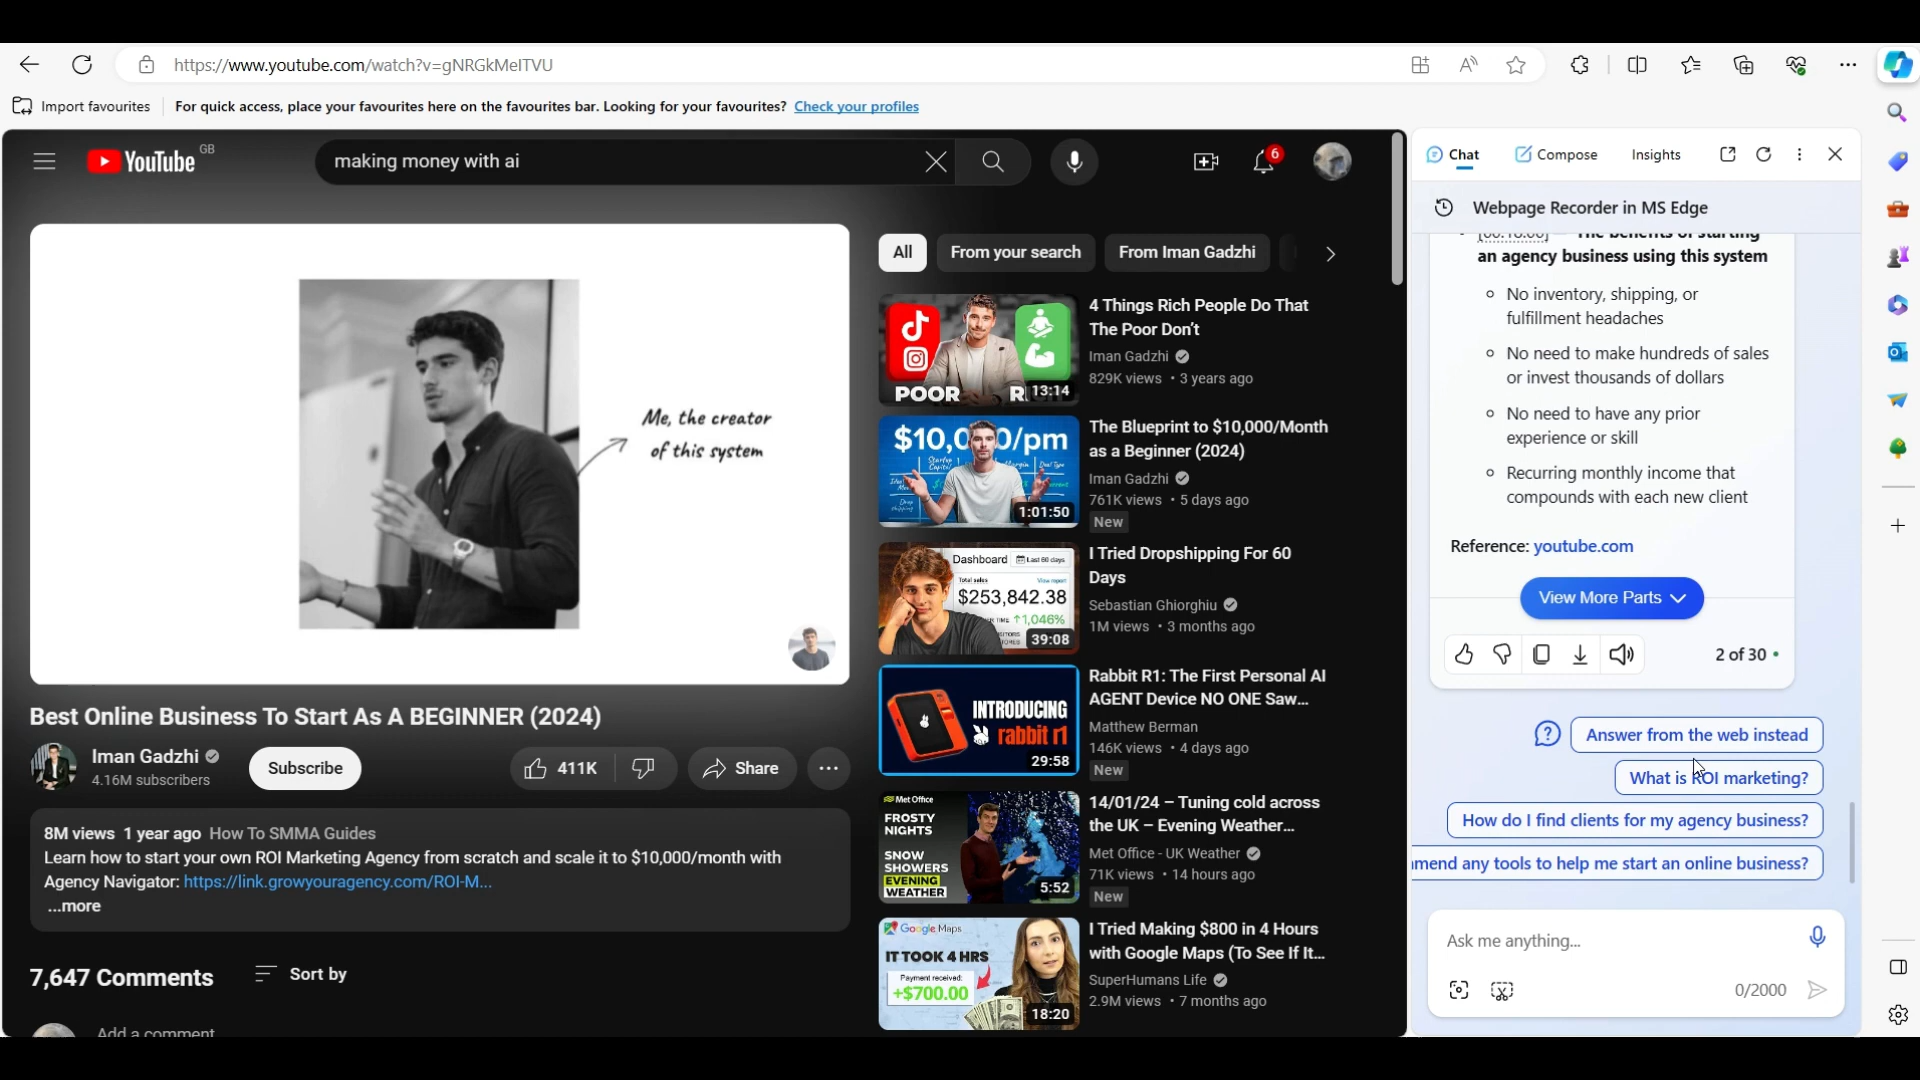 https://www.youtube.com/watch?v=gNRGkMeITVU
Import favourites
For quick access, place your favourites here on the favourites bar. Looking for your favourites? Check your profiles
YouTube GB
making money with ai
6
Me, the creator
of this system
Best Online Business To Start As A BEGINNER (2024)
Iman Gadzhi
4.16M subscribers
Subscribe
411K
Share
8M views 1 year ago How To SMMA Guides
Learn how to start your own ROI Marketing Agency from scratch and scale it to $10,000/month with
Agency Navigator: https://link.growyouragency.com/ROI-M...
...more
7,647 Comments
Sort by
Add a comment
All
From your search
From Iman Gadzhi
POOR
13:14
4 Things Rich People Do That
The Poor Don't
Iman Gadzhi
829K views • 3 years ago
1:01:50
The Blueprint to $10,000/Month
as a Beginner (2024)
Iman Gadzhi
761K views • 5 days ago
New
Dashboard
Last 60 days
Total sales
View report
$253,842.38
↑1,046%
39:08
I Tried Dropshipping For 60
Days
Sebastian Ghiorghiu
1M views • 3 months ago
INTRODUCING
rabbit r1
29:58
Rabbit R1: The First Personal AI
AGENT Device NO ONE Saw...
Matthew Berman
146K views • 4 days ago
New
Met Office
FROSTY
NIGHTS
SNOW
SHOWERS
EVENING
WEATHER
5:52
14/01/24 – Tuning cold across
the UK – Evening Weather...
Met Office - UK Weather
71K views • 14 hours ago
New
Google Maps
IT TOOK 4 HRS
Payment received:
+$700.00
18:20
I Tried Making $800 in 4 Hours
with Google Maps (To See If It...
SuperHumans Life
2.9M views • 7 months ago
Chat
Compose
Insights
Webpage Recorder in MS Edge
an agency business using this system
No inventory, shipping, or
fulfillment headaches
No need to make hundreds of sales
or invest thousands of dollars
No need to have any prior
experience or skill
Recurring monthly income that
compounds with each new client
Reference: youtube.com
View More Parts
2 of 30
Answer from the web instead
What is ROI marketing?
How do I find clients for my agency business?
any tools to help me start an online business?
Ask me anything...
0/2000